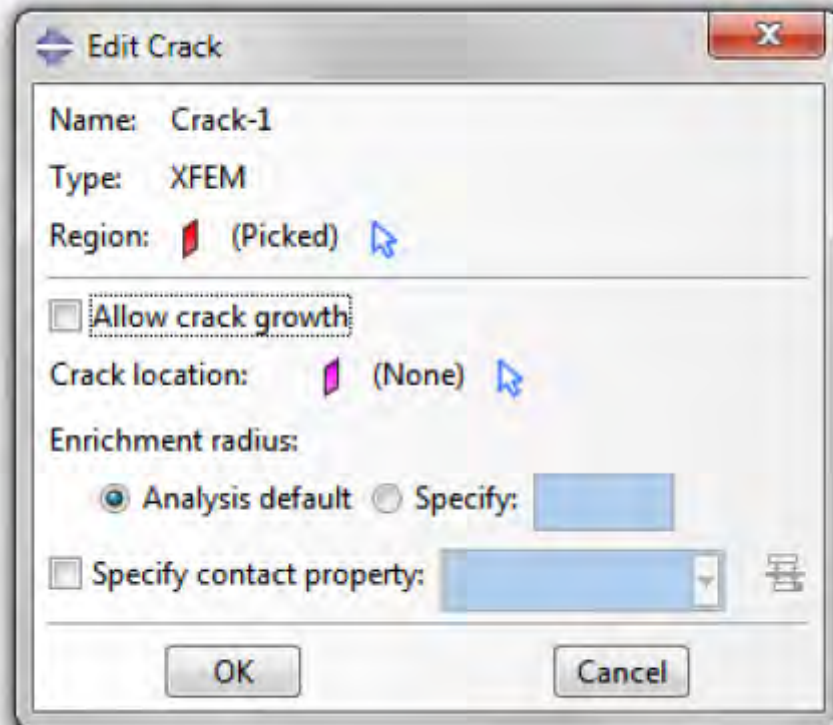 Edit Crack
Name: Crack-1
Type: XFEM
Region: (Picked)
Allow crack growth
Crack location: (None)
Enrichment radius:
Analysis default Specify:
Specify contact property:
OK Cancel